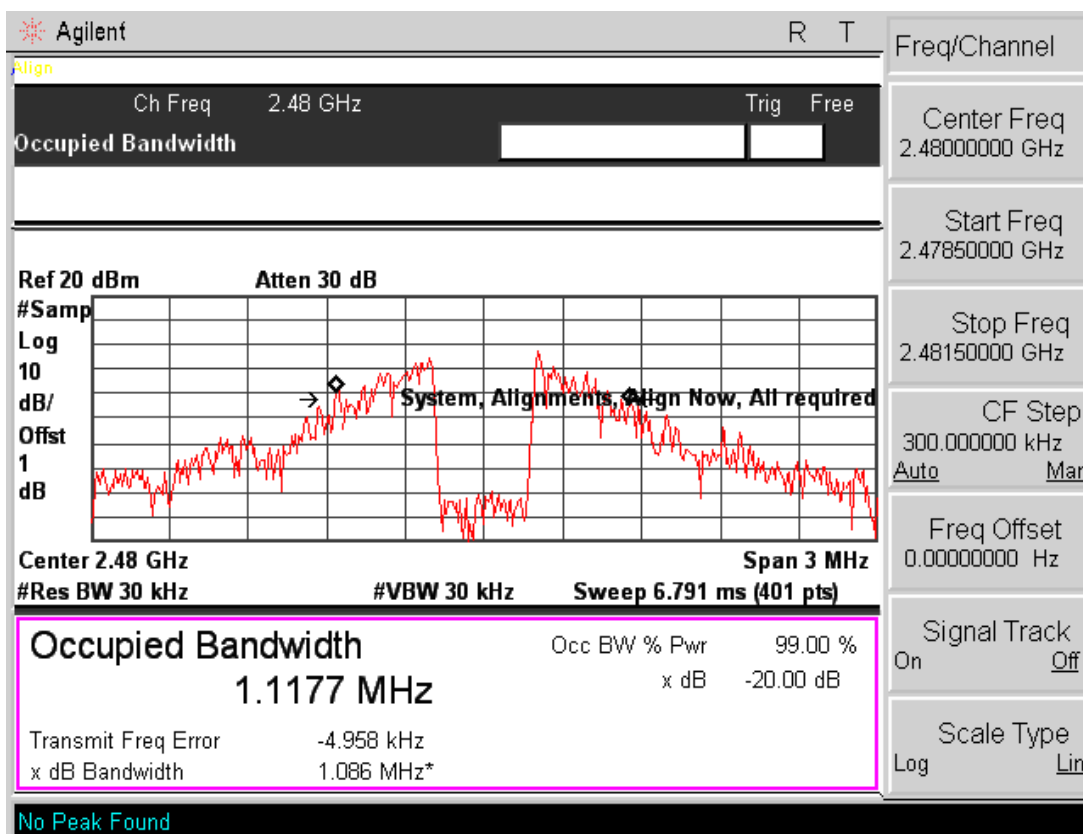 Agilent R T
Align
Ch Freq 2.48 GHz Trig Free
Occupied Bandwidth
Ref 20 dBm Atten 30 dB
#Samp
Log
10
dB/
Offst
1
dB
System, Alignments, Align Now, All required
Center 2.48 GHz Span 3 MHz
#Res BW 30 kHz #VBW 30 kHz Sweep 6.791 ms (401 pts)
Occupied Bandwidth
1.1177 MHz
Occ BW % Pwr 99.00 %
x dB -20.00 dB
Transmit Freq Error -4.958 kHz
x dB Bandwidth 1.086 MHz*
No Peak Found
Freq/Channel
Center Freq
2.48000000 GHz
Start Freq
2.47850000 GHz
Stop Freq
2.48150000 GHz
CF Step
300.000000 kHz
Auto Man
Freq Offset
0.00000000 Hz
Signal Track
On Off
Scale Type
Log Lin